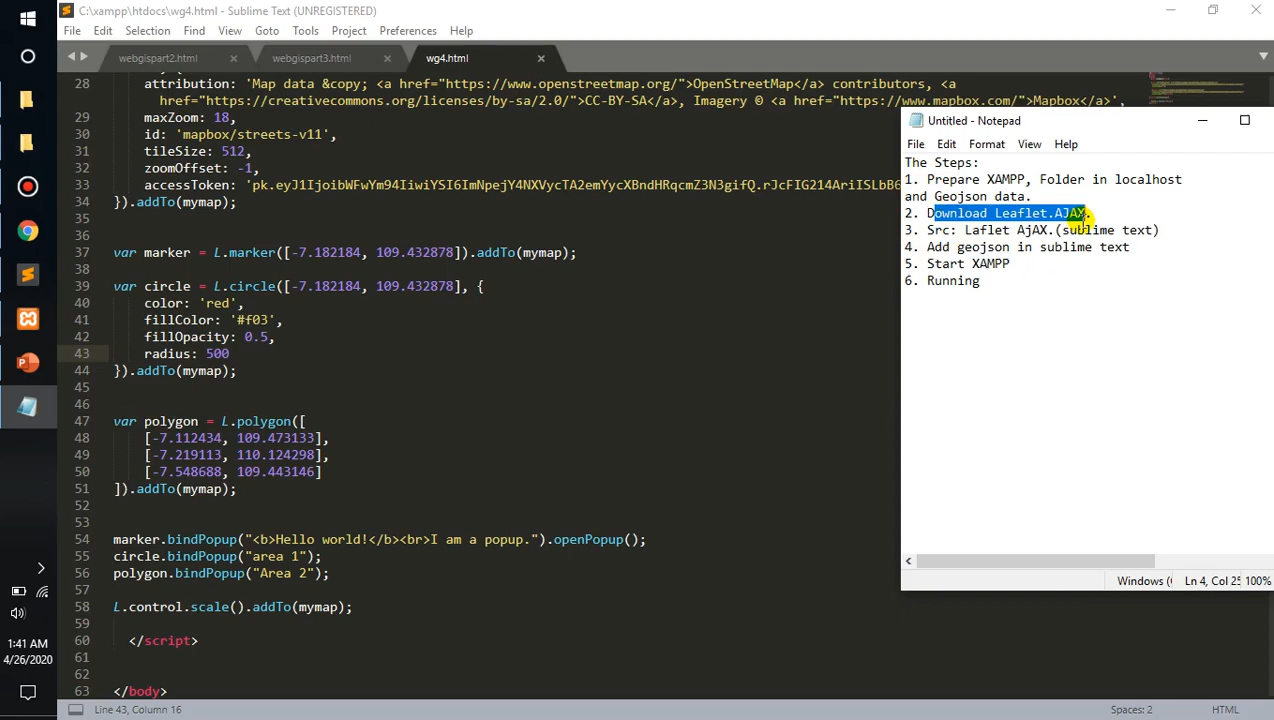 C:\xampp\htdocs\wg4.html - Sublime Text (UNREGISTERED)
File Edit Selection Find View Goto Tools Project Preferences Help
webgispart2.html webgispart3.html wg4.html
28 attribution: 'Map data &copy; <a href="https://www.openstreetmap.org/">OpenStreetMap</a> contributors, <a
href="https://creativecommons.org/licenses/by-sa/2.0/">CC-BY-SA</a>, Imagery © <a href="https://www.mapbox.com/">Mapbox</a>',
29 maxZoom: 18,
30 id: 'mapbox/streets-v11',
31 tileSize: 512,
32 zoomOffset: -1,
33 accessToken:
34 }).addTo(mymap);
35
36
37 var marker = L.marker([-7.182184, 109.432878]).addTo(mymap);
38
39 var circle = L.circle([-7.182184, 109.432878], {
40 color: 'red',
41 fillColor: '#f03',
42 fillOpacity: 0.5,
43 radius: 500
44 }).addTo(mymap);
45
46
47 var polygon = L.polygon([
48 [-7.112434, 109.473133],
49 [-7.219113, 110.124298],
50 [-7.548688, 109.443146]
51 ]).addTo(mymap);
52
53
54 marker.bindPopup("<b>Hello world!</b><br>I am a popup.").openPopup();
55 circle.bindPopup("area 1");
56 polygon.bindPopup("Area 2");
57
58 L.control.scale().addTo(mymap);
59
60 </script>
61
62
63 </body>
Line 43, Column 16
Spaces: 2
HTML
Untitled - Notepad
File Edit Format View Help
The Steps:
1. Prepare XAMPP, Folder in localhost
and Geojson data.
2. Download Leaflet.AJAX.
3. Src: Laflet AjAX.(sublime text)
4. Add geojson in sublime text
5. Start XAMPP
6. Running
Windows (
Ln 4, Col 25
100%
1:41 AM
4/26/2020